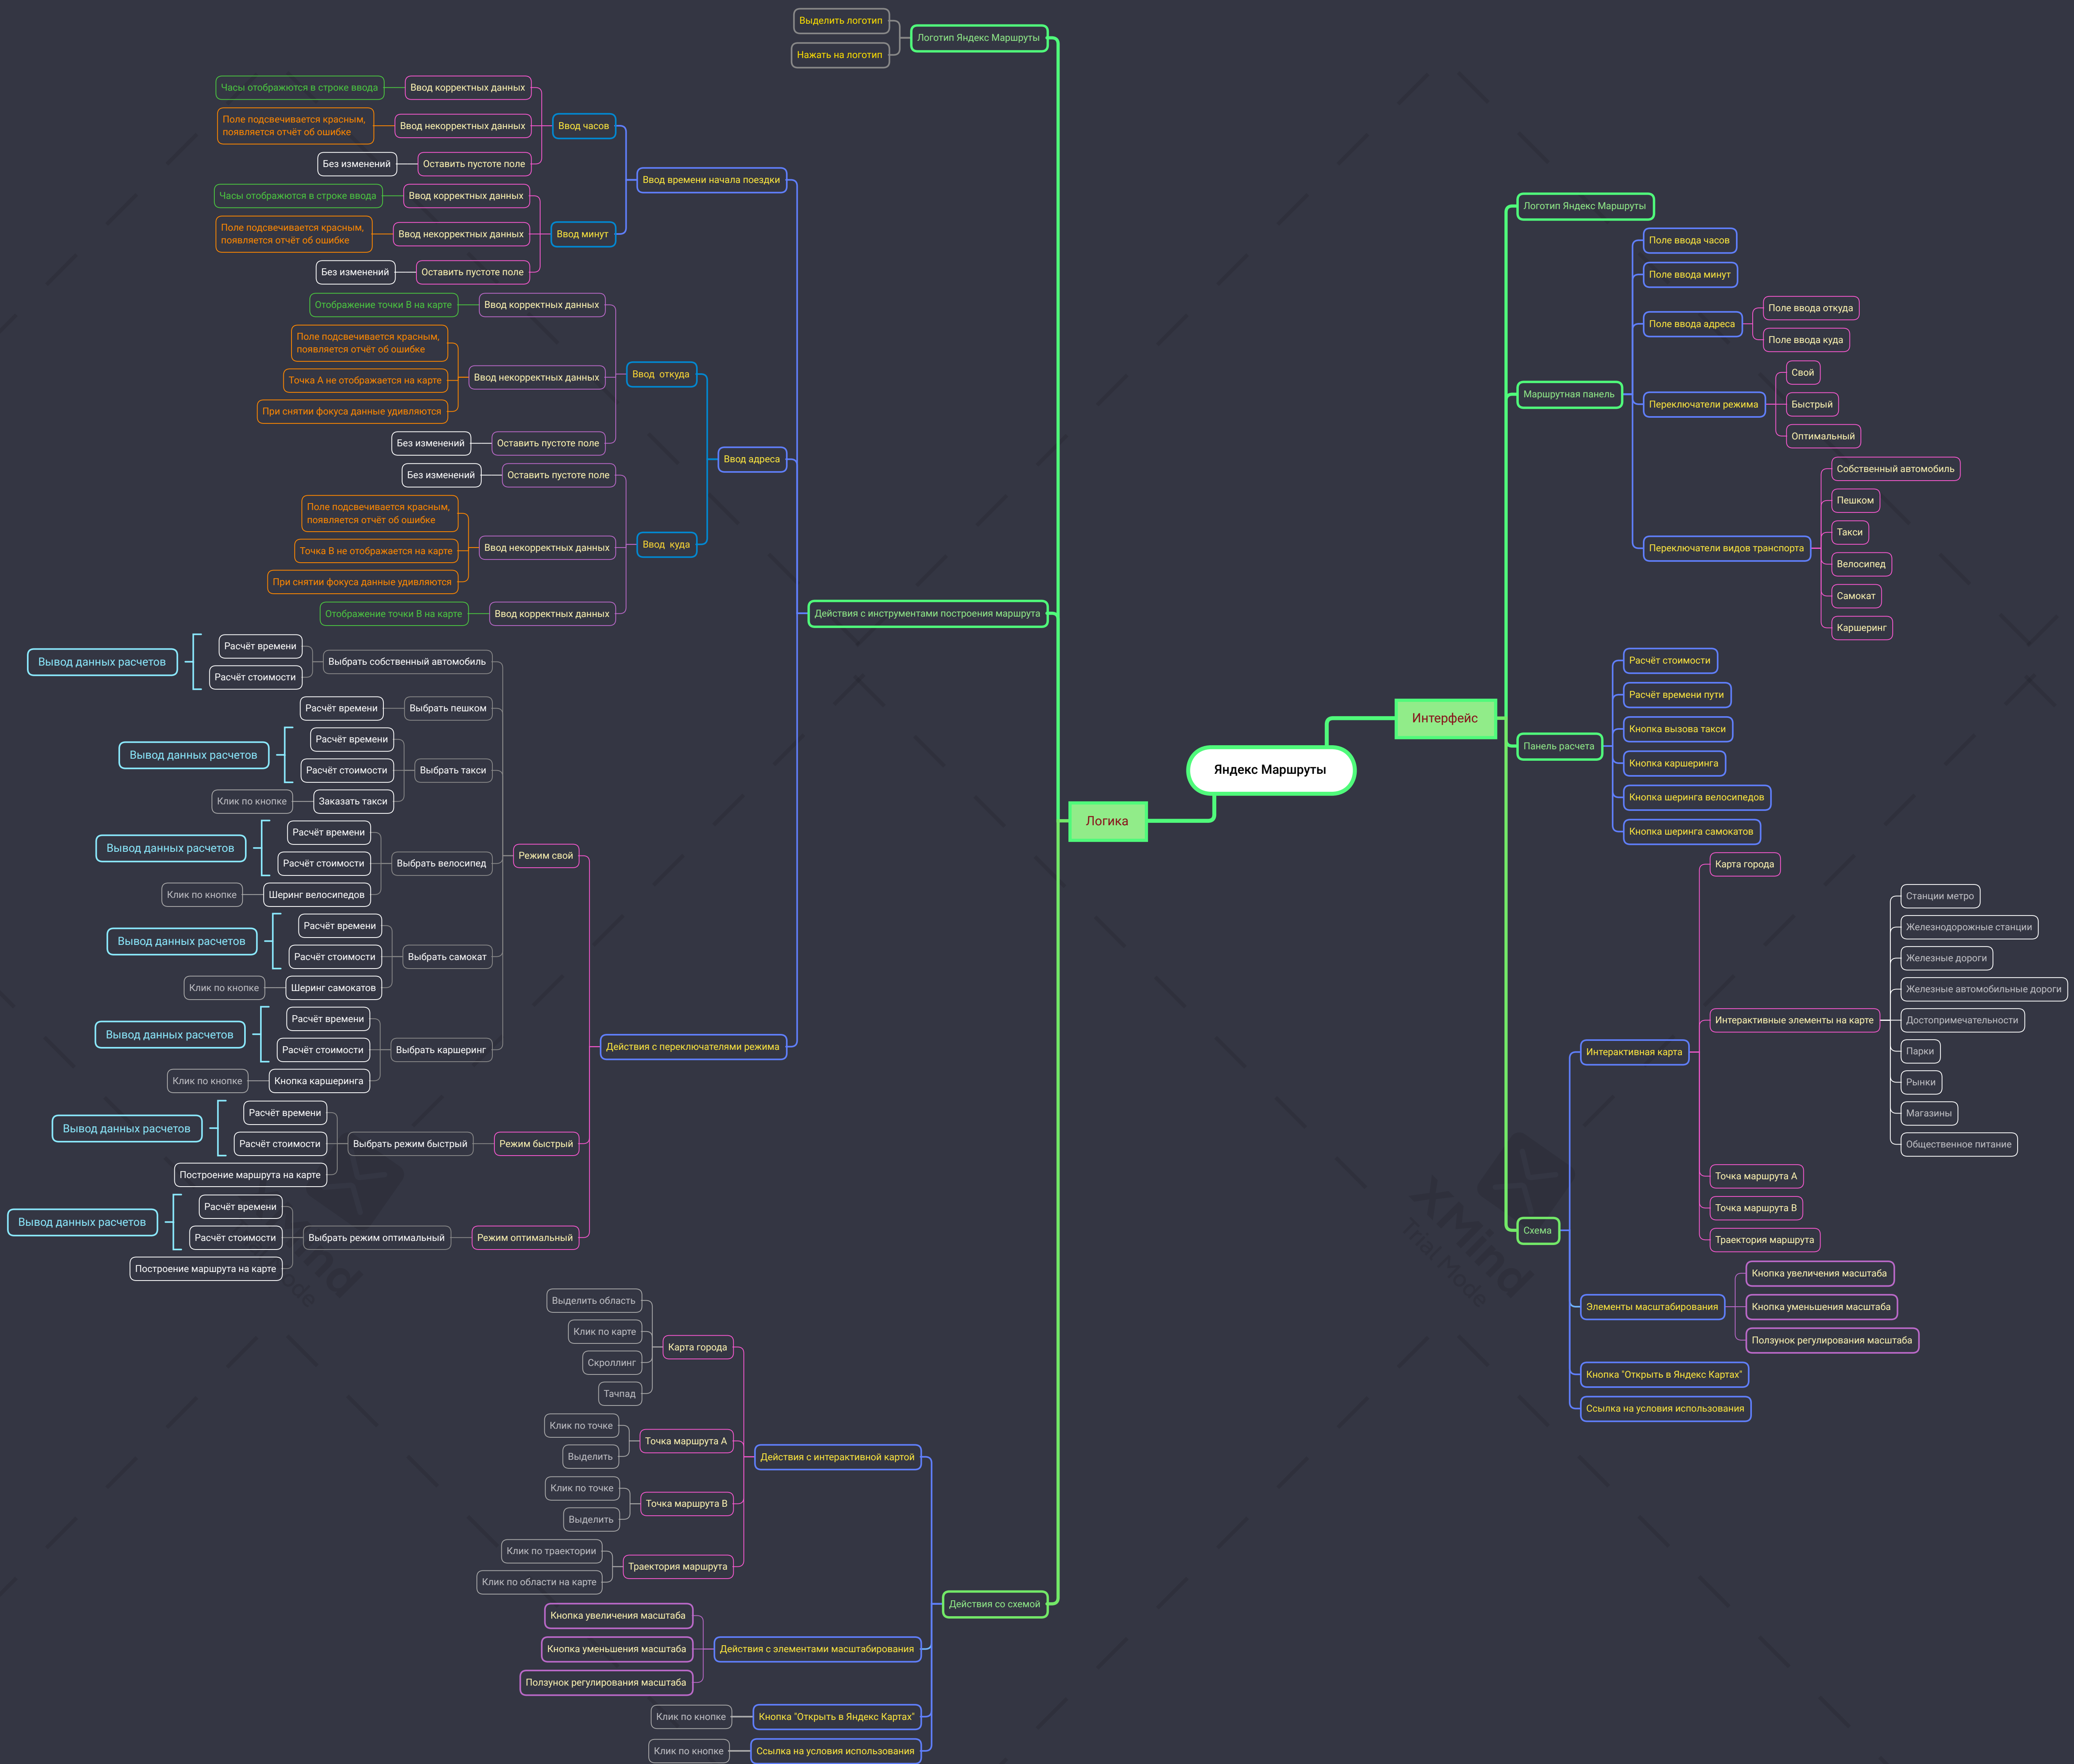 Яндекс Маршруты
Интерфейс
Логотип Яндекс Маршруты
Маршрутная панель
Поле ввода часов
Поле ввода минут
Поле ввода адреса
Поле ввода откуда
Поле ввода куда
Переключатели режима
Свой
Быстрый
Оптимальный
Переключатели видов транспорта
Собственный автомобиль
Пешком
Такси
Велосипед
Самокат
Каршеринг
Панель расчета
Расчёт стоимости
Расчёт времени пути
Кнопка вызова такси
Кнопка каршеринга
Кнопка шеринга велосипедов
Кнопка шеринга самокатов
Схема
Интерактивная карта
Карта города
Интерактивные элементы на карте
Станции метро
Железнодорожные станции
Железные дороги
Железные автомобильные дороги
Достопримечательности
Парки
Рынки
Магазины
Общественное питание
Точка маршрута A
Точка маршрута B
Траектория маршрута
Элементы масштабирования
Кнопка увеличения масштаба
Кнопка уменьшения масштаба
Ползунок регулирования масштаба
Кнопка "Открыть в Яндекс Картах"
Ссылка на условия использования
Логика
Логотип Яндекс Маршруты
Выделить логотип
Нажать на логотип
Действия с инструментами построения маршрута
Ввод времени начала поездки
Ввод часов
Ввод корректных данных
Часы отображются в строке ввода
Ввод некорректных данных
Поле подсвечивается красным,
появляется отчёт об ошибке
Оставить пустоте поле
Без изменений
Ввод минут
Ввод корректных данных
Часы отображются в строке ввода
Ввод некорректных данных
Поле подсвечивается красным,
появляется отчёт об ошибке
Оставить пустоте поле
Без изменений
Ввод адреса
Ввод  откуда
Ввод корректных данных
Отображение точки B на карте
Ввод некорректных данных
Поле подсвечивается красным,
появляется отчёт об ошибке
Точка А не отображается на карте
При снятии фокуса данные удивляются
Оставить пустоте поле
Без изменений
Ввод  куда
Оставить пустоте поле
Без изменений
Ввод некорректных данных
Поле подсвечивается красным,
появляется отчёт об ошибке
Точка B не отображается на карте
При снятии фокуса данные удивляются
Ввод корректных данных
Отображение точки B на карте
Действия с переключателями режима
Режим свой
Выбрать собственный автомобиль
Расчёт времени
Расчёт стоимости
Вывод данных расчетов
Выбрать пешком
Расчёт времени
Выбрать такси
Расчёт времени
Расчёт стоимости
Вывод данных расчетов
Заказать такси
Клик по кнопке
Выбрать велосипед
Расчёт времени
Расчёт стоимости
Вывод данных расчетов
Шеринг велосипедов
Клик по кнопке
Выбрать самокат
Расчёт времени
Расчёт стоимости
Вывод данных расчетов
Шеринг самокатов
Клик по кнопке
Выбрать каршеринг
Расчёт времени
Расчёт стоимости
Вывод данных расчетов
Кнопка каршеринга
Клик по кнопке
Режим быстрый
Выбрать режим быстрый
Расчёт времени
Расчёт стоимости
Вывод данных расчетов
Построение маршрута на карте
Режим оптимальный
Выбрать режим оптимальный
Расчёт времени
Расчёт стоимости
Вывод данных расчетов
Построение маршрута на карте
Действия со схемой
Действия с интерактивной картой
Карта города
Выделить область
Клик по карте
Скроллинг
Тачпад
Точка маршрута A
Клик по точке
Выделить
Точка маршрута B
Клик по точке
Выделить
Траектория маршрута
Клик по траектории
Клик по области на карте
Действия с элементами масштабирования
Кнопка увеличения масштаба
Кнопка уменьшения масштаба
Ползунок регулирования масштаба
Кнопка "Открыть в Яндекс Картах"
Клик по кнопке
Ссылка на условия использования
Клик по кнопке
XMind
Trial Mode